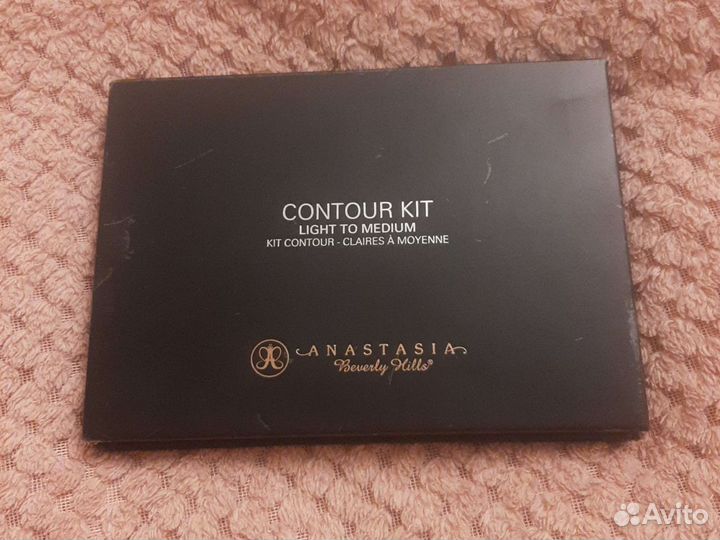 CONTOUR KIT
LIGHT TO MEDIUM
KIT CONTOUR - CLAIRES À MOYENNE
ANASTASIA
Beverly Hills®
Avito